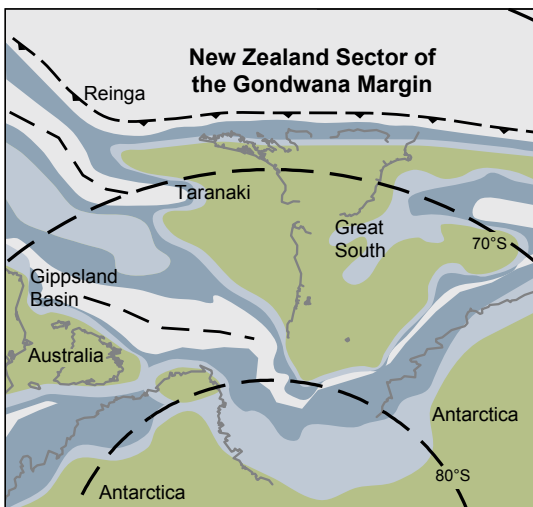 New Zealand Sector of
the Gondwana Margin
Reinga
Taranaki
Great
South
70°S
Gippsland
Basin
Australia
Antarctica
80°S
Antarctica